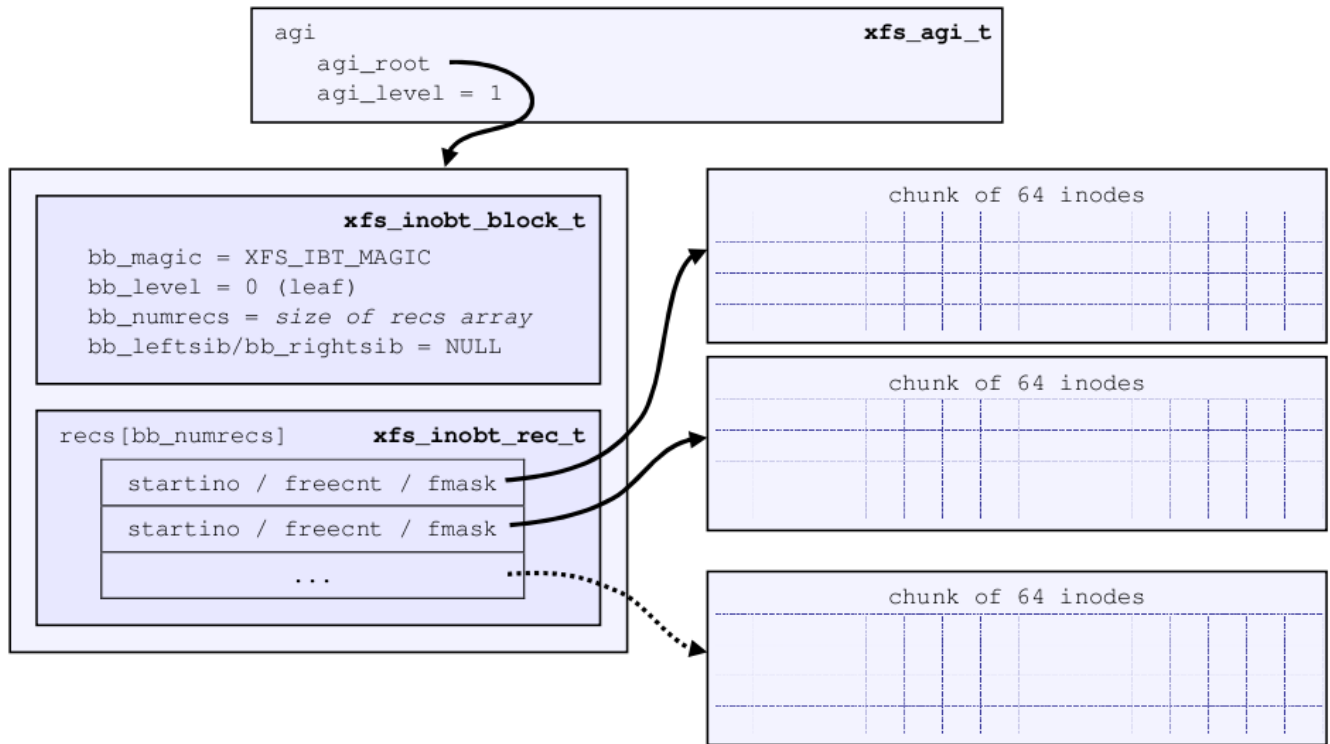 agi xfs_agi_t
agi_root
agi_level = 1
xfs_inobt_block_t
bb_magic = XFS_IBT_MAGIC
bb_level = 0 (leaf)
bb_numrecs = size of recs array
bb_leftsib/bb_rightsib = NULL
recs[bb_numrecs] xfs_inobt_rec_t
startino / freecnt / fmask
startino / freecnt / fmask
...
chunk of 64 inodes
chunk of 64 inodes
chunk of 64 inodes